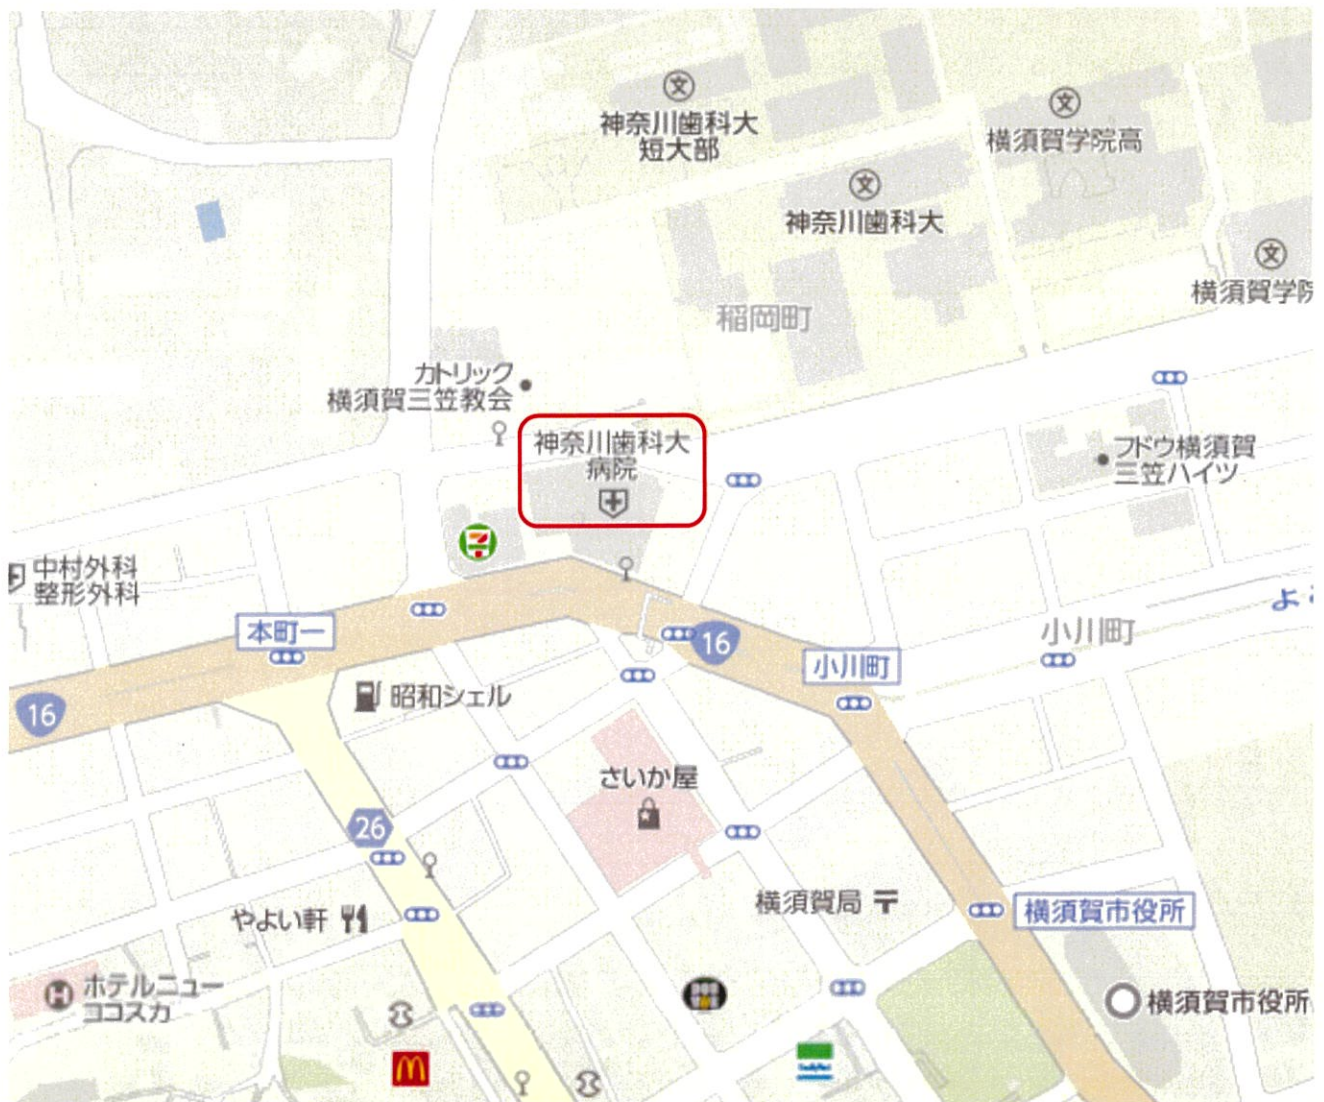 神奈川歯科大
短大部
横須賀学院高
神奈川歯科大
横須賀学院
稲岡町
カトリック
横須賀三笠教会
神奈川歯科大
病院
フドウ横須賀
三笠ハイツ
中村外科
整形外科
本町一
16
小川町
小川町
よこ
16
昭和シェル
さいか屋
26
横須賀局
横須賀市役所
やよい軒
ホテルニュー
ヨコスカ
横須賀市役所
FamilyMart